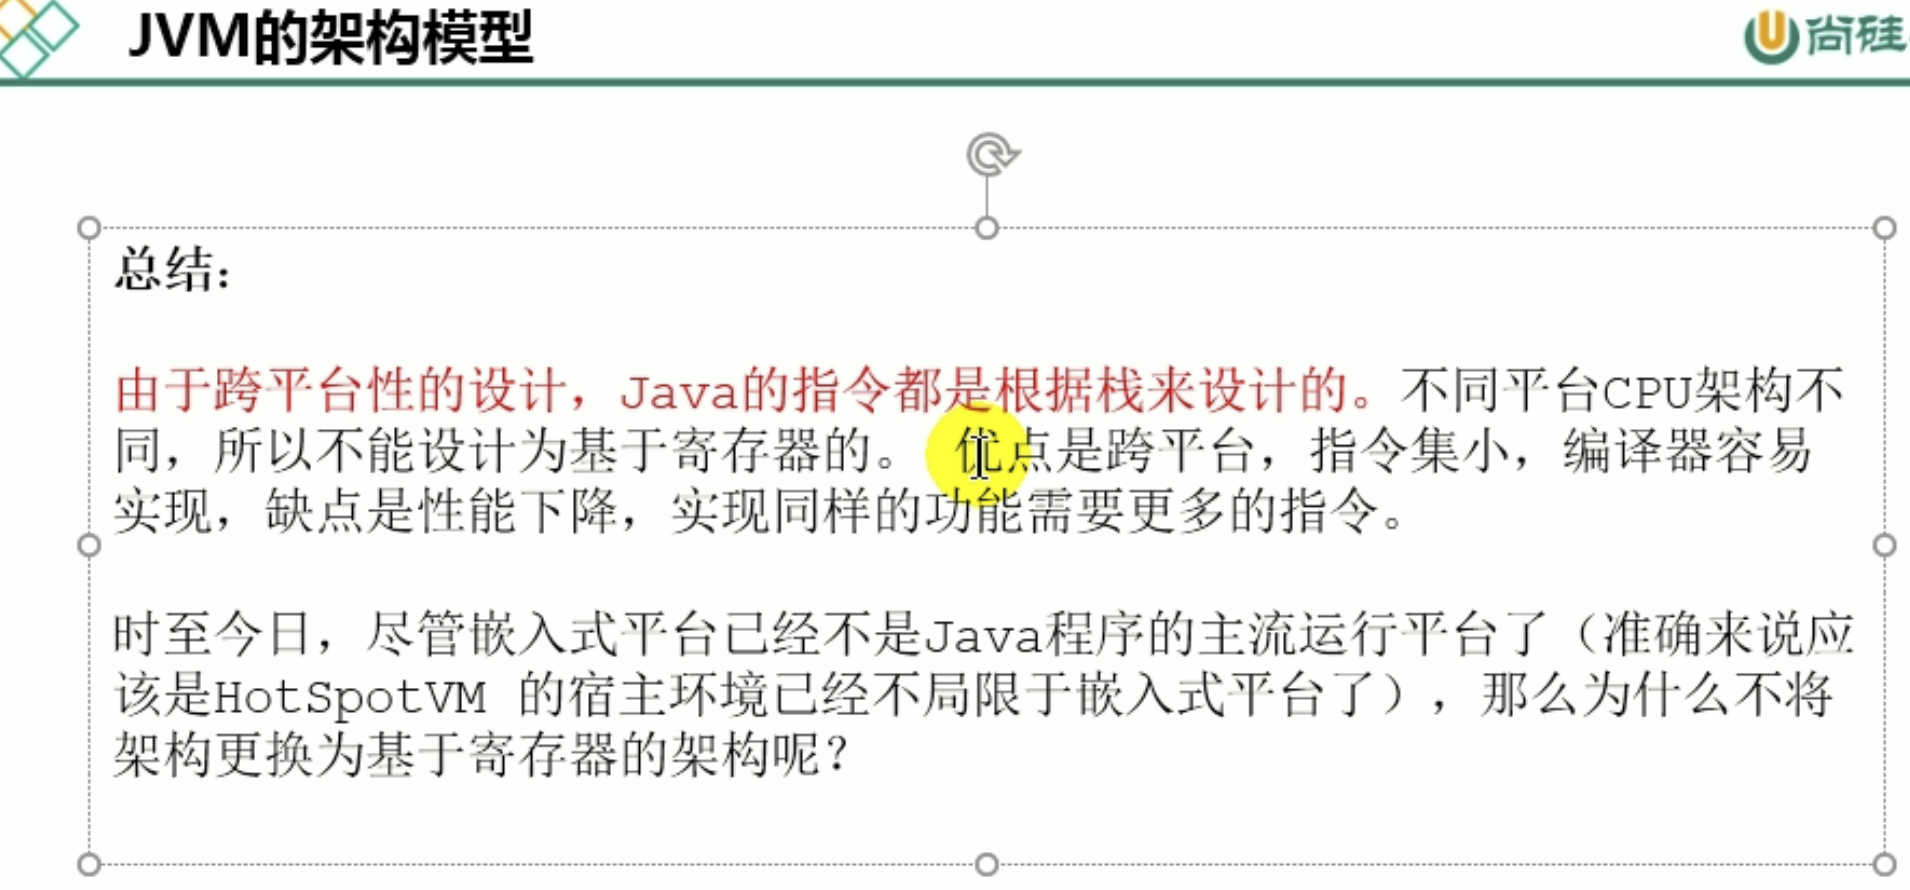 JVM的架构模型
尚硅
总结：
由于跨平台性的设计，Java的指令都是根据栈来设计的。不同平台CPU架构不
同，所以不能设计为基于寄存器的。 优点是跨平台，指令集小，编译器容易
实现，缺点是性能下降，实现同样的功能需要更多的指令。
时至今日，尽管嵌入式平台已经不是Java程序的主流运行平台了（准确来说应
该是HotSpotVM 的宿主环境已经不局限于嵌入式平台了），那么为什么不将
架构更换为基于寄存器的架构呢？